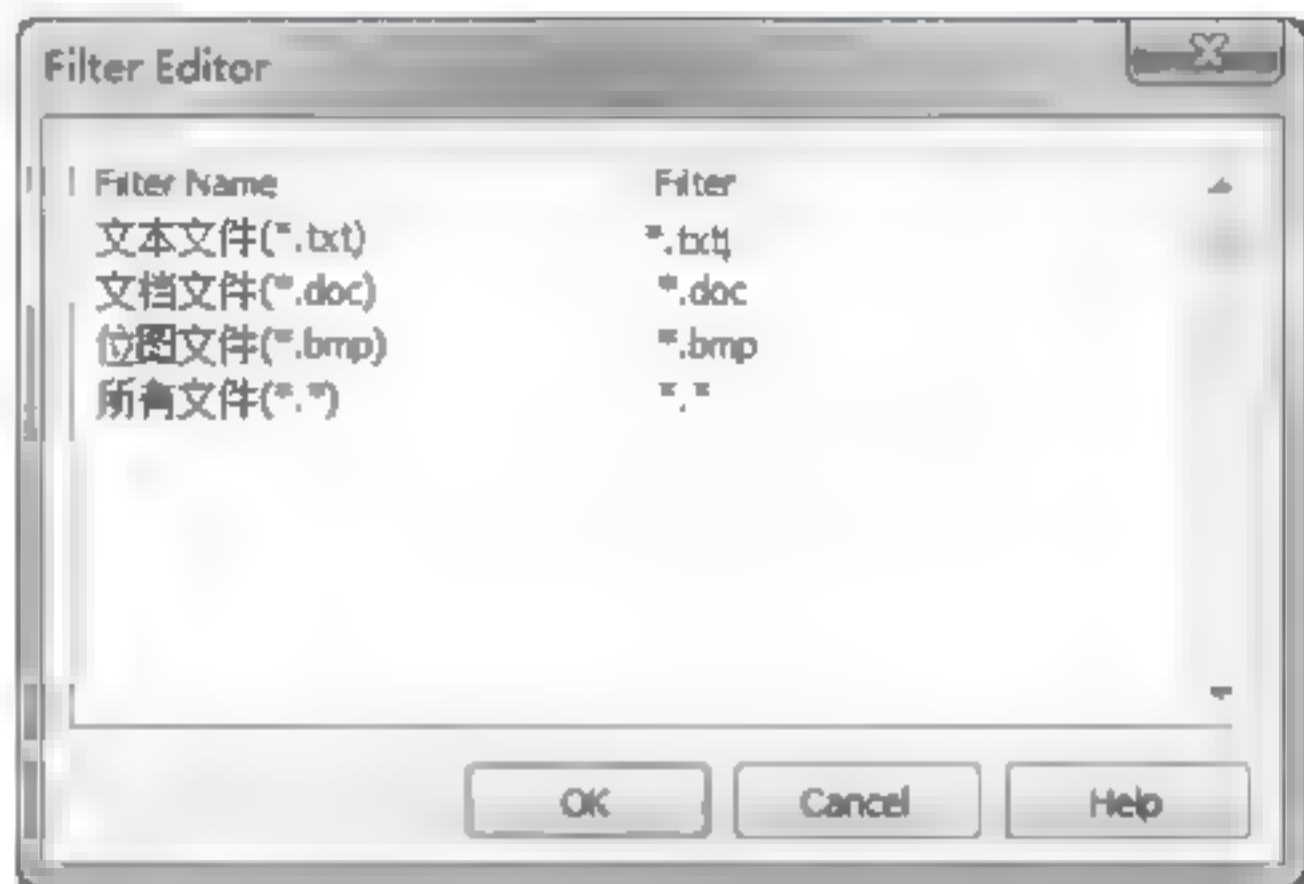 Filter Editor
Filter Name Filter
文本文件(*.txt) *.txt
文档文件(*.doc) *.doc
位图文件(*.bmp) *.bmp
所有文件(*.*) *.*
OK Cancel Help